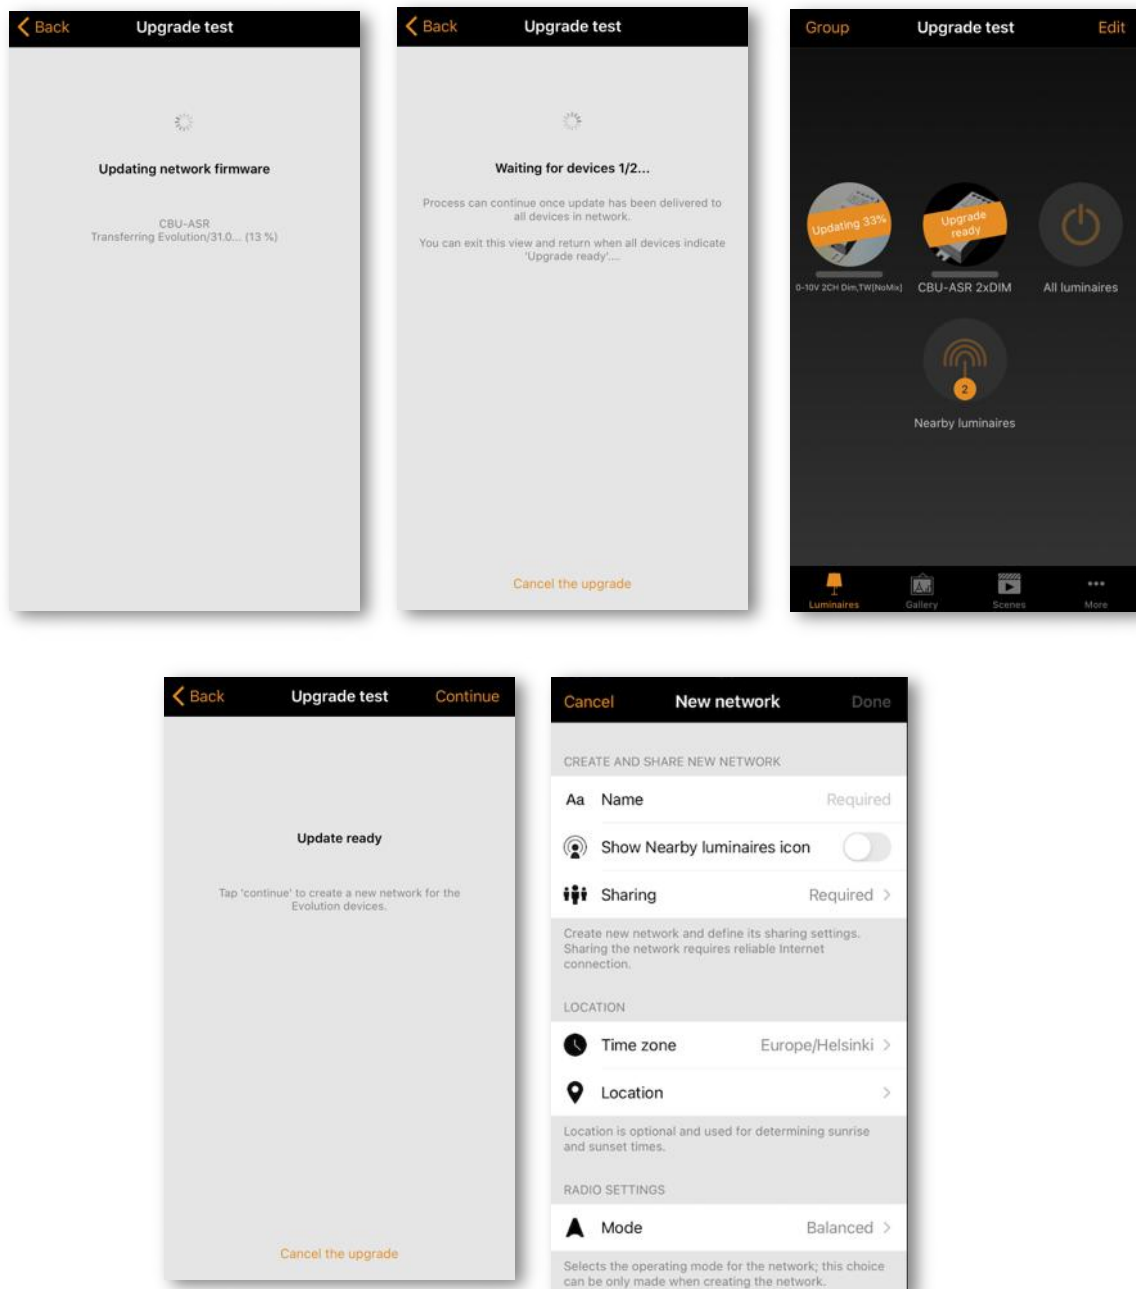 Back Upgrade test
Updating network firmware
CBU-ASR
Transferring Evolution/31.0... (13 %)
Back Upgrade test
Waiting for devices 1/2...
Process can continue once update has been delivered to
all devices in network.
You can exit this view and return when all devices indicate
'Upgrade ready'....
Cancel the upgrade
Group Upgrade test Edit
Updating 33%
Upgrade
ready
0-10V 2CH Dim,TW[NoMix] CBU-ASR 2xDIM All luminaires
2
Nearby luminaires
Luminaires Gallery Scenes More
Back Upgrade test Continue
Update ready
Tap 'continue' to create a new network for the
Evolution devices.
Cancel the upgrade
Cancel New network Done
CREATE AND SHARE NEW NETWORK
Aa Name Required
Show Nearby luminaires icon
Sharing Required
Create new network and define its sharing settings.
Sharing the network requires reliable Internet
connection.
LOCATION
Time zone Europe/Helsinki
Location
Location is optional and used for determining sunrise
and sunset times.
RADIO SETTINGS
Mode Balanced
Selects the operating mode for the network; this choice
can be only made when creating the network.